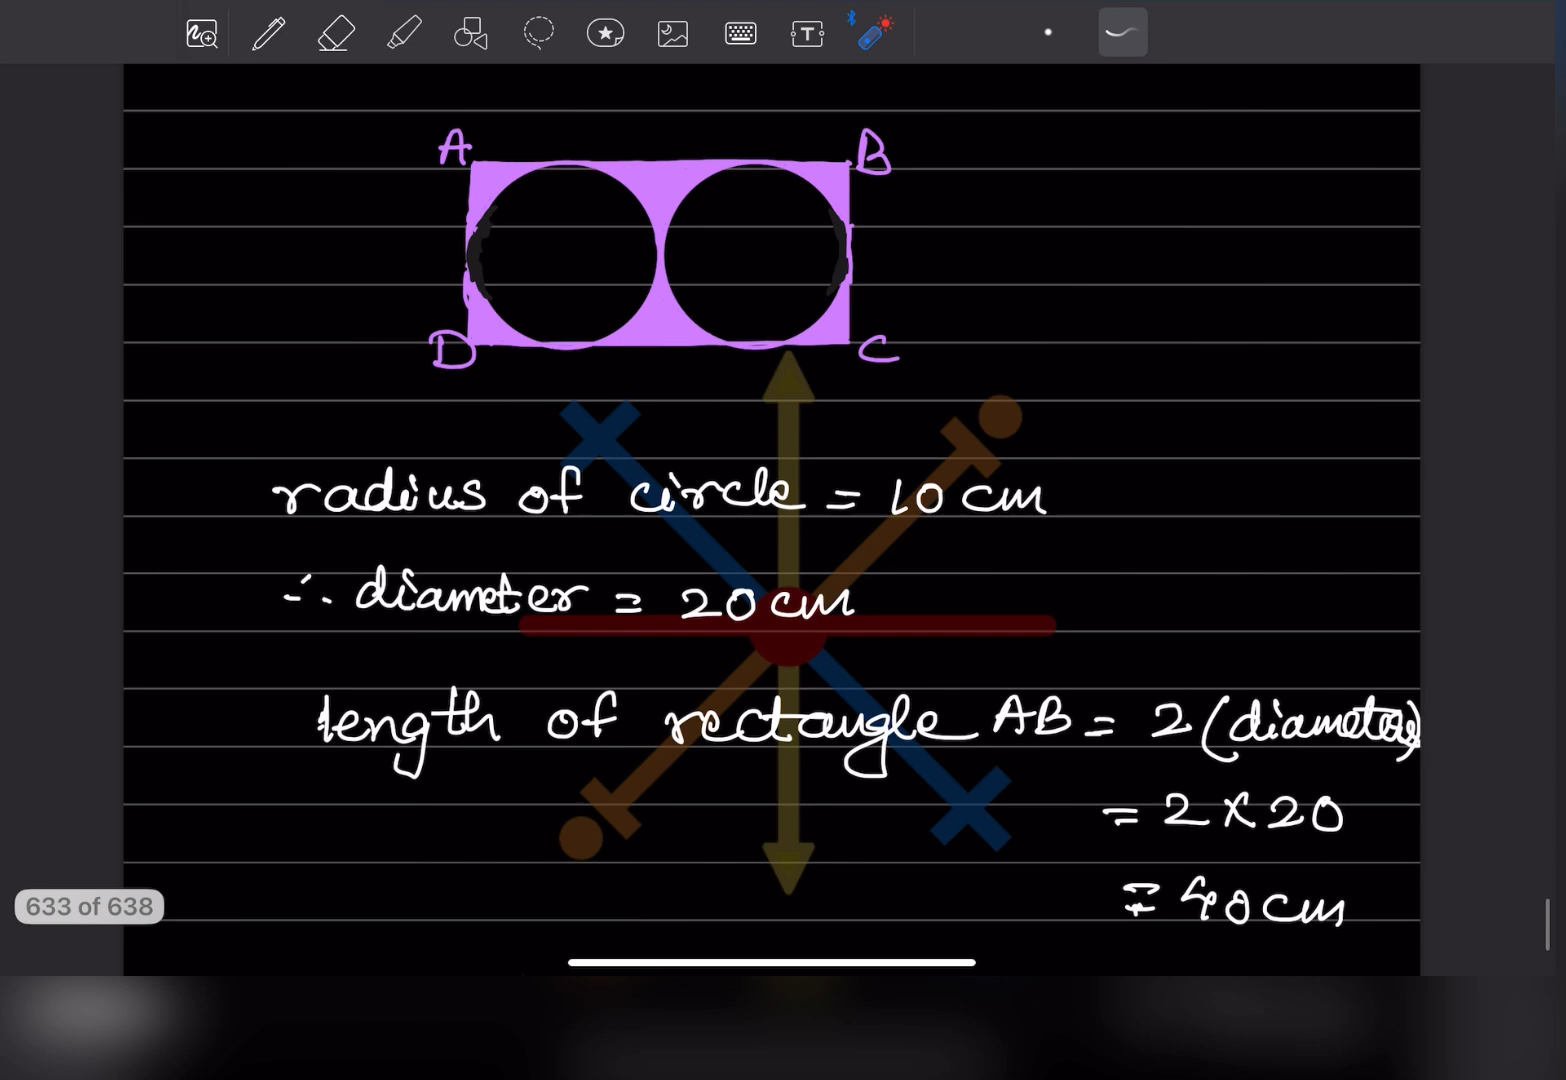 A B
D C
radius of circle = 10 cm
∴ diameter = 20 cm
length of rectangle AB = 2 (diameter)
= 2 × 20
= 40 cm
633 of 638